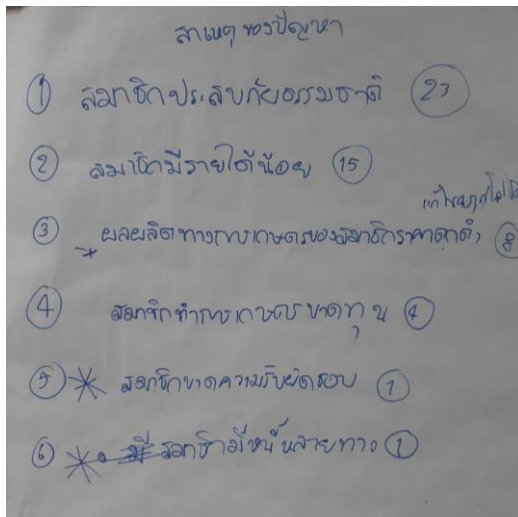 สาเหตุของปัญหา
① สมาชิกประสบภัยธรรมชาติ 23
② สมาชิกมีรายได้น้อย 15
③ * ผลผลิตทางการเกษตรของสมาชิกราคาตกต่ำ 8
④ สมาชิกทำการเกษตรขาดทุน 4
⑤ * สมาชิกขาดความรับผิดชอบ 1
⑥ * สมาชิกมีหนี้หลายทาง 1